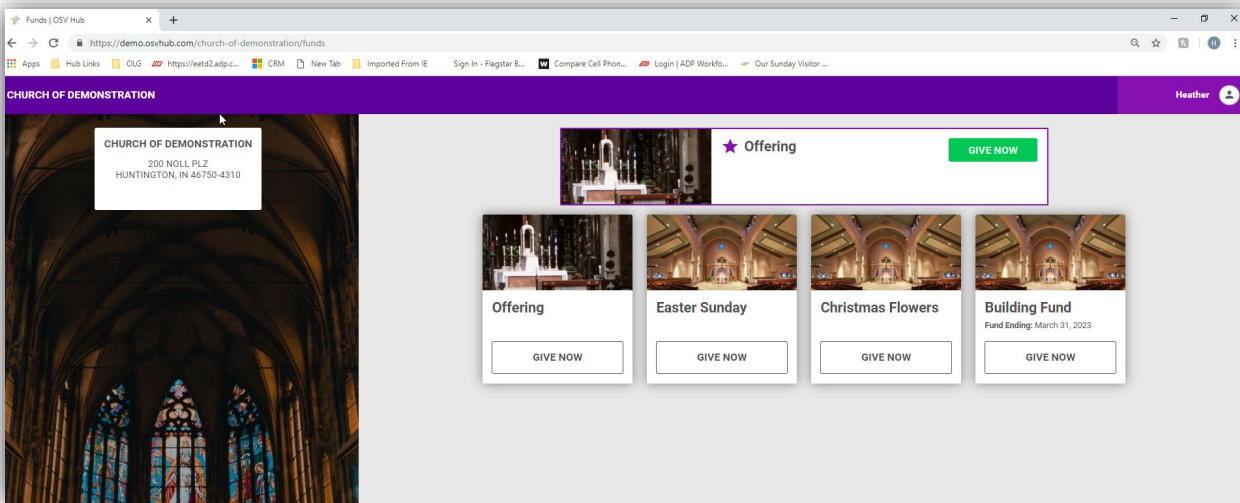 Funds | OSV Hub
https://demo.osvhub.com/church-of-demonstration/funds
Apps Hub Links OLG https://eetd2.adp.c... CRM New Tab Imported From IE Sign In - Flagstar B... Compare Cell Phon... Login | ADP Workfo... Our Sunday Visitor ...
CHURCH OF DEMONSTRATION
Heather
CHURCH OF DEMONSTRATION
200 NOLL PLZ
HUNTINGTON, IN 46750-4310
Offering
GIVE NOW
Offering
GIVE NOW
Easter Sunday
GIVE NOW
Christmas Flowers
GIVE NOW
Building Fund
Fund Ending: March 31, 2023
GIVE NOW